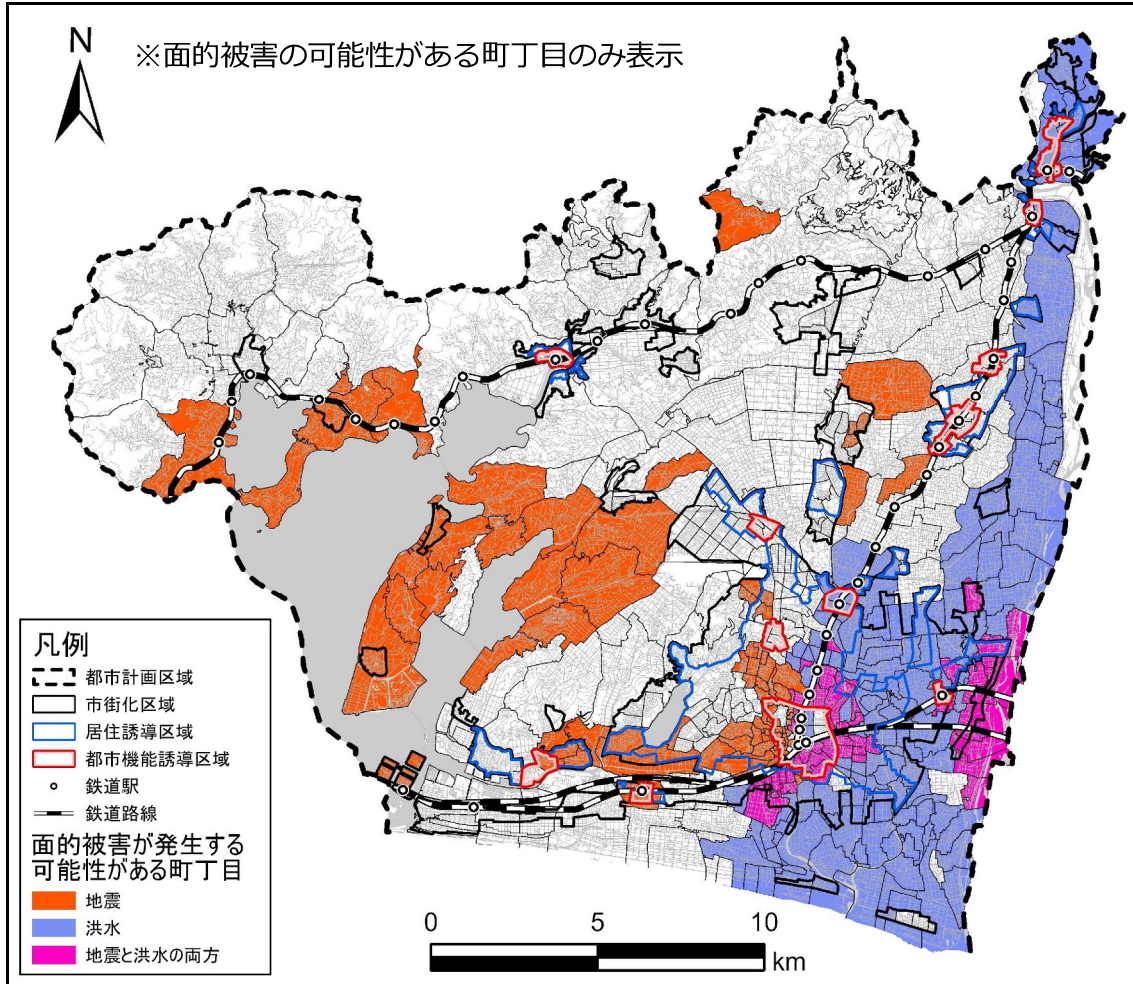 N
※面的被害の可能性がある町丁目のみ表示
凡例
都市計画区域
市街化区域
居住誘導区域
都市機能誘導区域
鉄道駅
鉄道路線
面的被害が発生する
可能性がある町丁目
地震
洪水
地震と洪水の両方
0 5 10
km